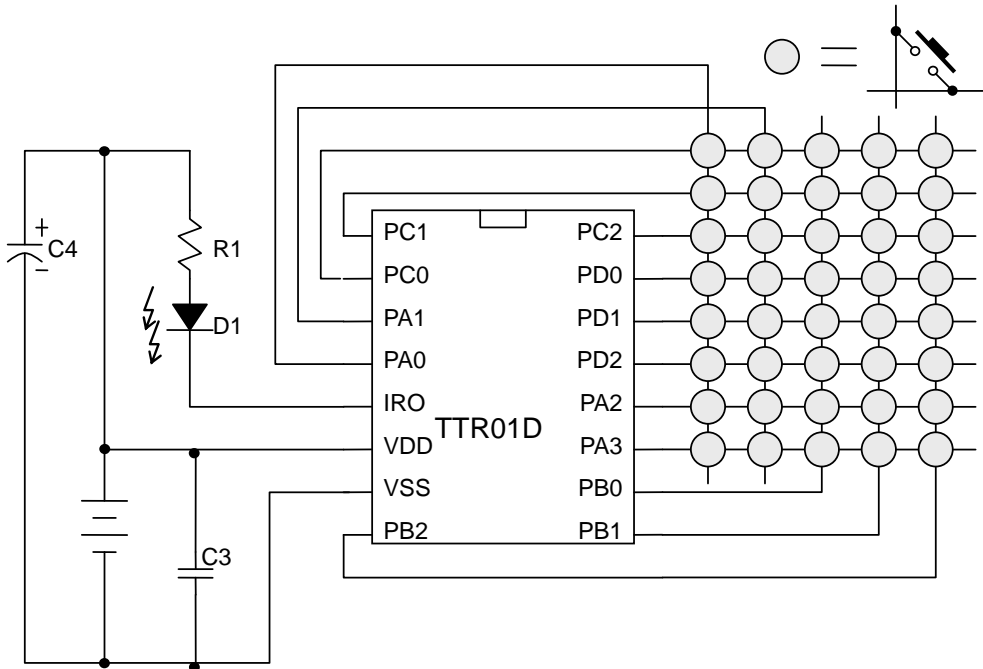 C4
+
−
R1
D1
PC1
PC0
PA1
PA0
IRO
VDD
VSS
PB2
TTR01D
PC2
PD0
PD1
PD2
PA2
PA3
PB0
PB1
C3